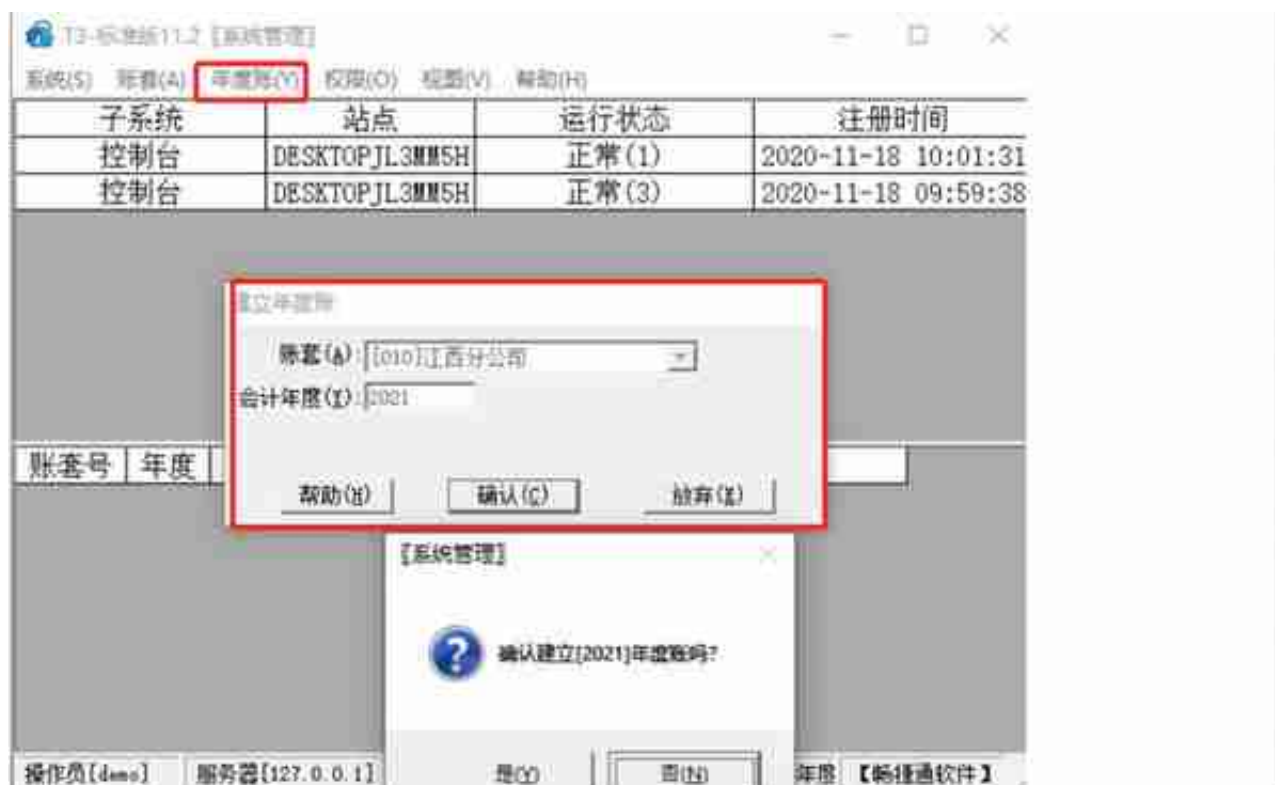 T3-标准版11.2 [系统管理]
系统(S) 账套(A) 年度账(Y) 权限(O) 视图(V) 帮助(H)
子系统 站点 运行状态 注册时间
控制台 DESKTOPJL3MM5H 正常(1) 2020-11-18 10:01:31
控制台 DESKTOPJL3MM5H 正常(3) 2020-11-18 09:59:38
建立年度账
账套(A): [010]江西分公司
会计年度(Y): 2021
账套号 年度
帮助(H) 确认(C) 放弃(X)
【系统管理】
确认建立[2021]年度账吗?
是(Y) 否(N)
操作员[demo] 服务器[127.0.0.1] 年度 【畅捷通软件】